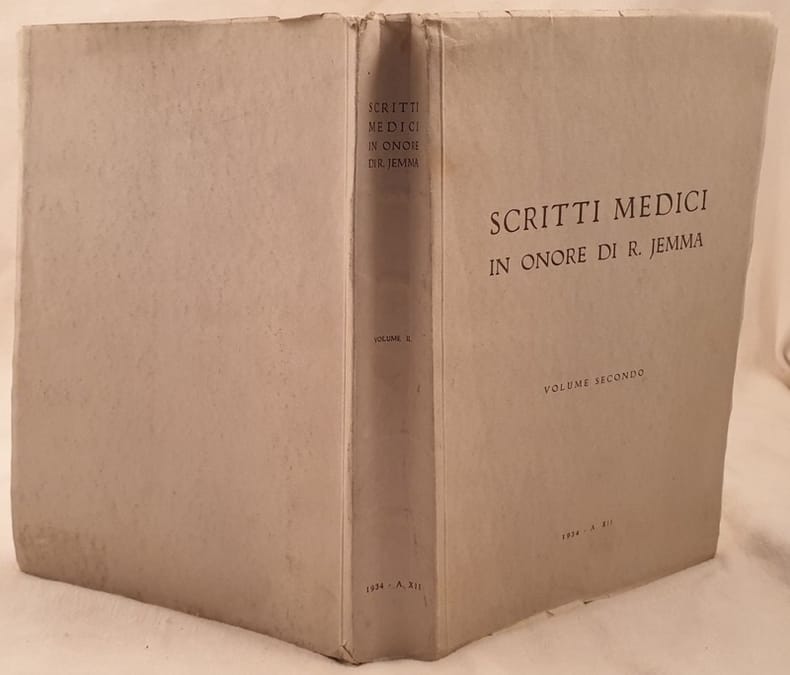 SCRITTI
MEDICI
IN ONORE
DI R. JEMMA
VOLUME II.
1934 - A. XII
SCRITTI MEDICI
IN ONORE DI R. JEMMA
VOLUME SECONDO
1934 - A. XII